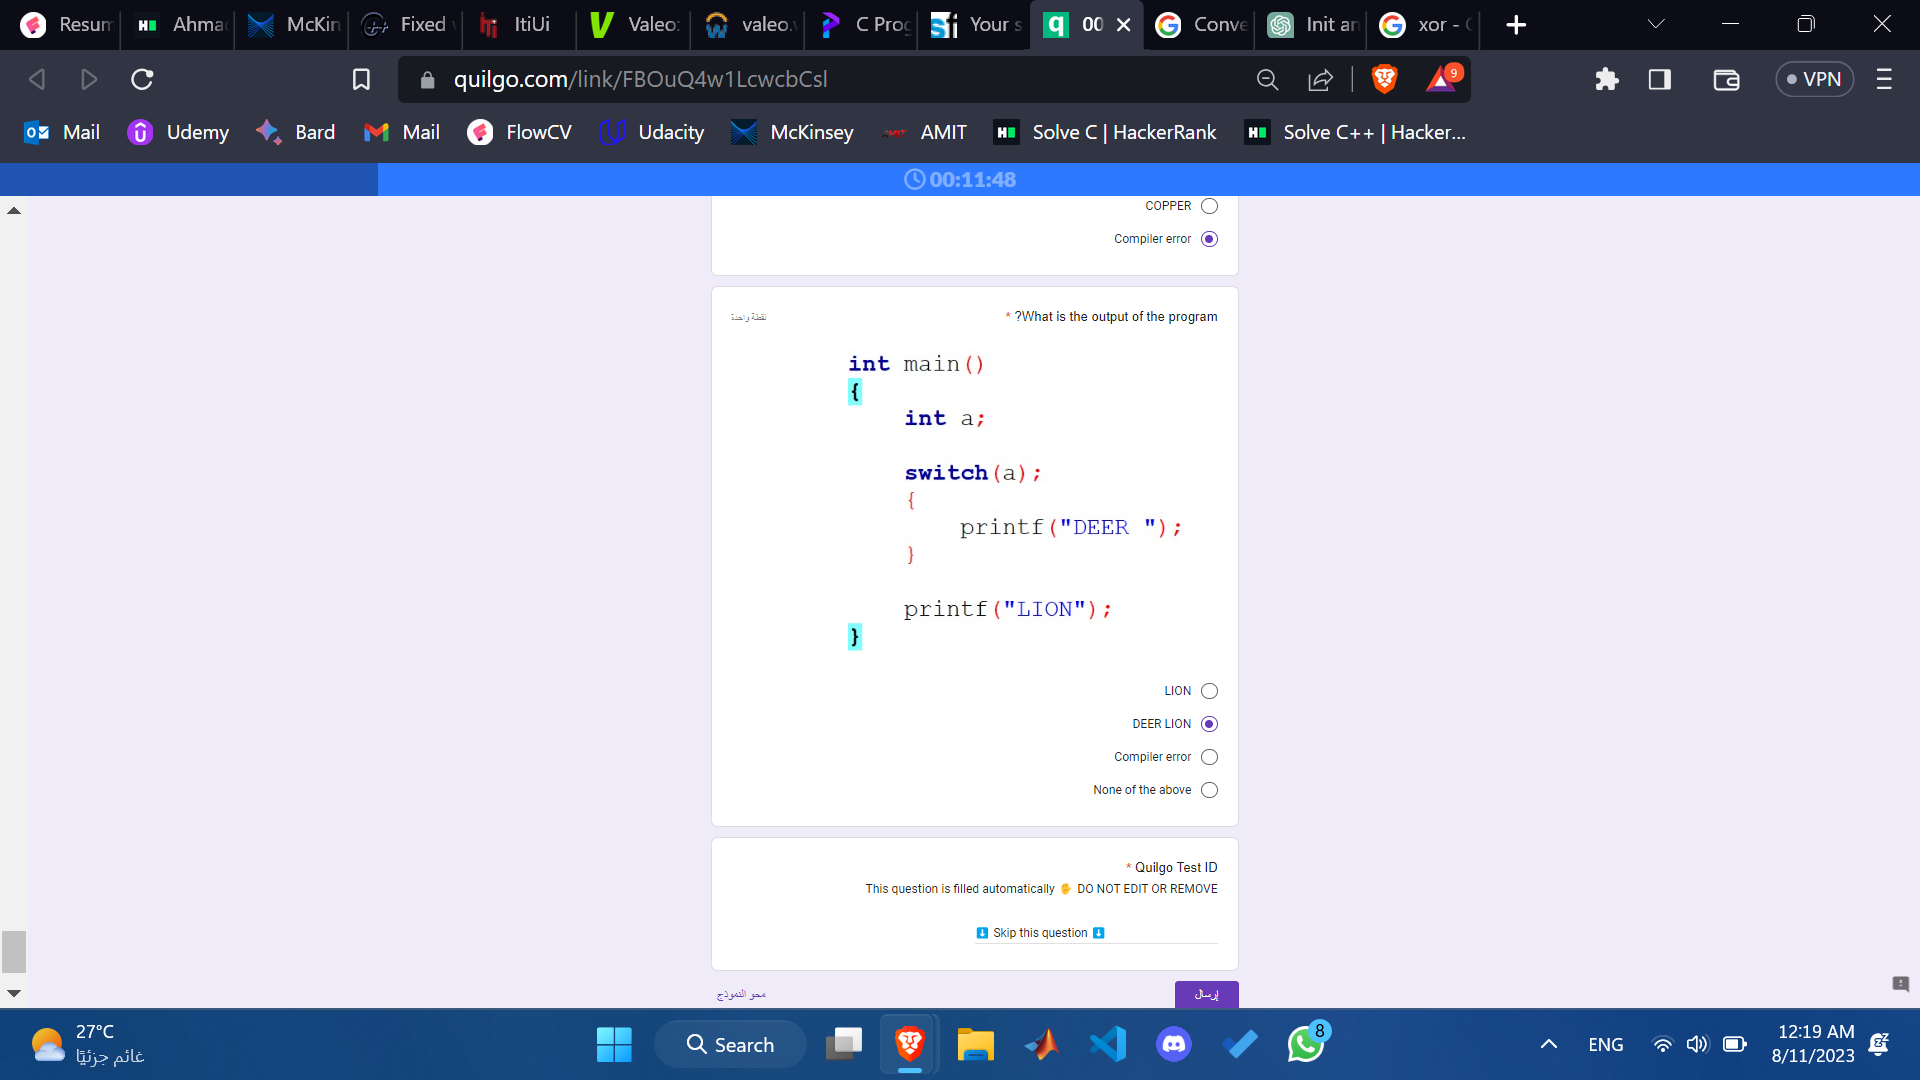 Resum
Ahma
McKin
Fixed
ItiUi
Valeo:
valeo.
C Prog
Your s
00
Conve
Init an
xor - G
quilgo.com/link/FBOuQ4w1LcwcbCsl
9
VPN
Mail
Udemy
Bard
Mail
FlowCV
Udacity
McKinsey
AMIT
Solve C | HackerRank
Solve C++ | Hacker...
00:11:48
COPPER
Compiler error
نقطة واحدة
* ?What is the output of the program
int main()
{
int a;
switch(a);
{
printf("DEER ");
}
printf("LION");
}
LION
DEER LION
Compiler error
None of the above
* Quilgo Test ID
This question is filled automatically ✋ DO NOT EDIT OR REMOVE
⬇️ Skip this question ⬇️
محو النموذج
إرسال
27°C
غائم جزئيًا
Search
8
ENG
12:19 AM
8/11/2023